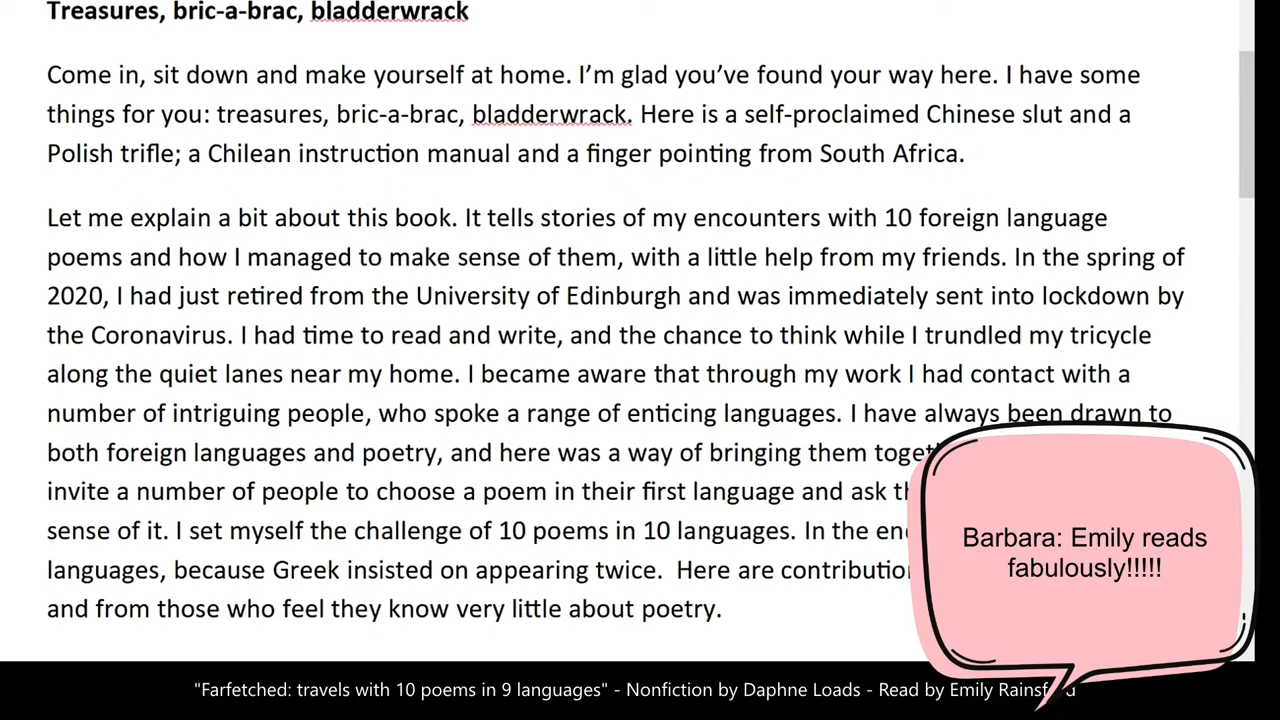 Treasures, bric-a-brac, bladderwrack
Come in, sit down and make yourself at home. I’m glad you’ve found your way here. I have some
things for you: treasures, bric-a-brac, bladderwrack. Here is a self-proclaimed Chinese slut and a
Polish trifle; a Chilean instruction manual and a finger pointing from South Africa.
Let me explain a bit about this book. It tells stories of my encounters with 10 foreign language
poems and how I managed to make sense of them, with a little help from my friends. In the spring of
2020, I had just retired from the University of Edinburgh and was immediately sent into lockdown by
the Coronavirus. I had time to read and write, and the chance to think while I trundled my tricycle
along the quiet lanes near my home. I became aware that through my work I had contact with a
number of intriguing people, who spoke a range of enticing languages. I have always been drawn to
both foreign languages and poetry, and here was a way of bringing them
invite a number of people to choose a poem in their first language and ask
sense of it. I set myself the challenge of 10 poems in 10 languages. In the
languages, because Greek insisted on appearing twice. Here are
and from those who feel they know very little about poetry.
Barbara: Emily reads
fabulously!!!!!
"Farfetched: travels with 10 poems in 9 languages" - Nonfiction by Daphne Loads - Read by Emily